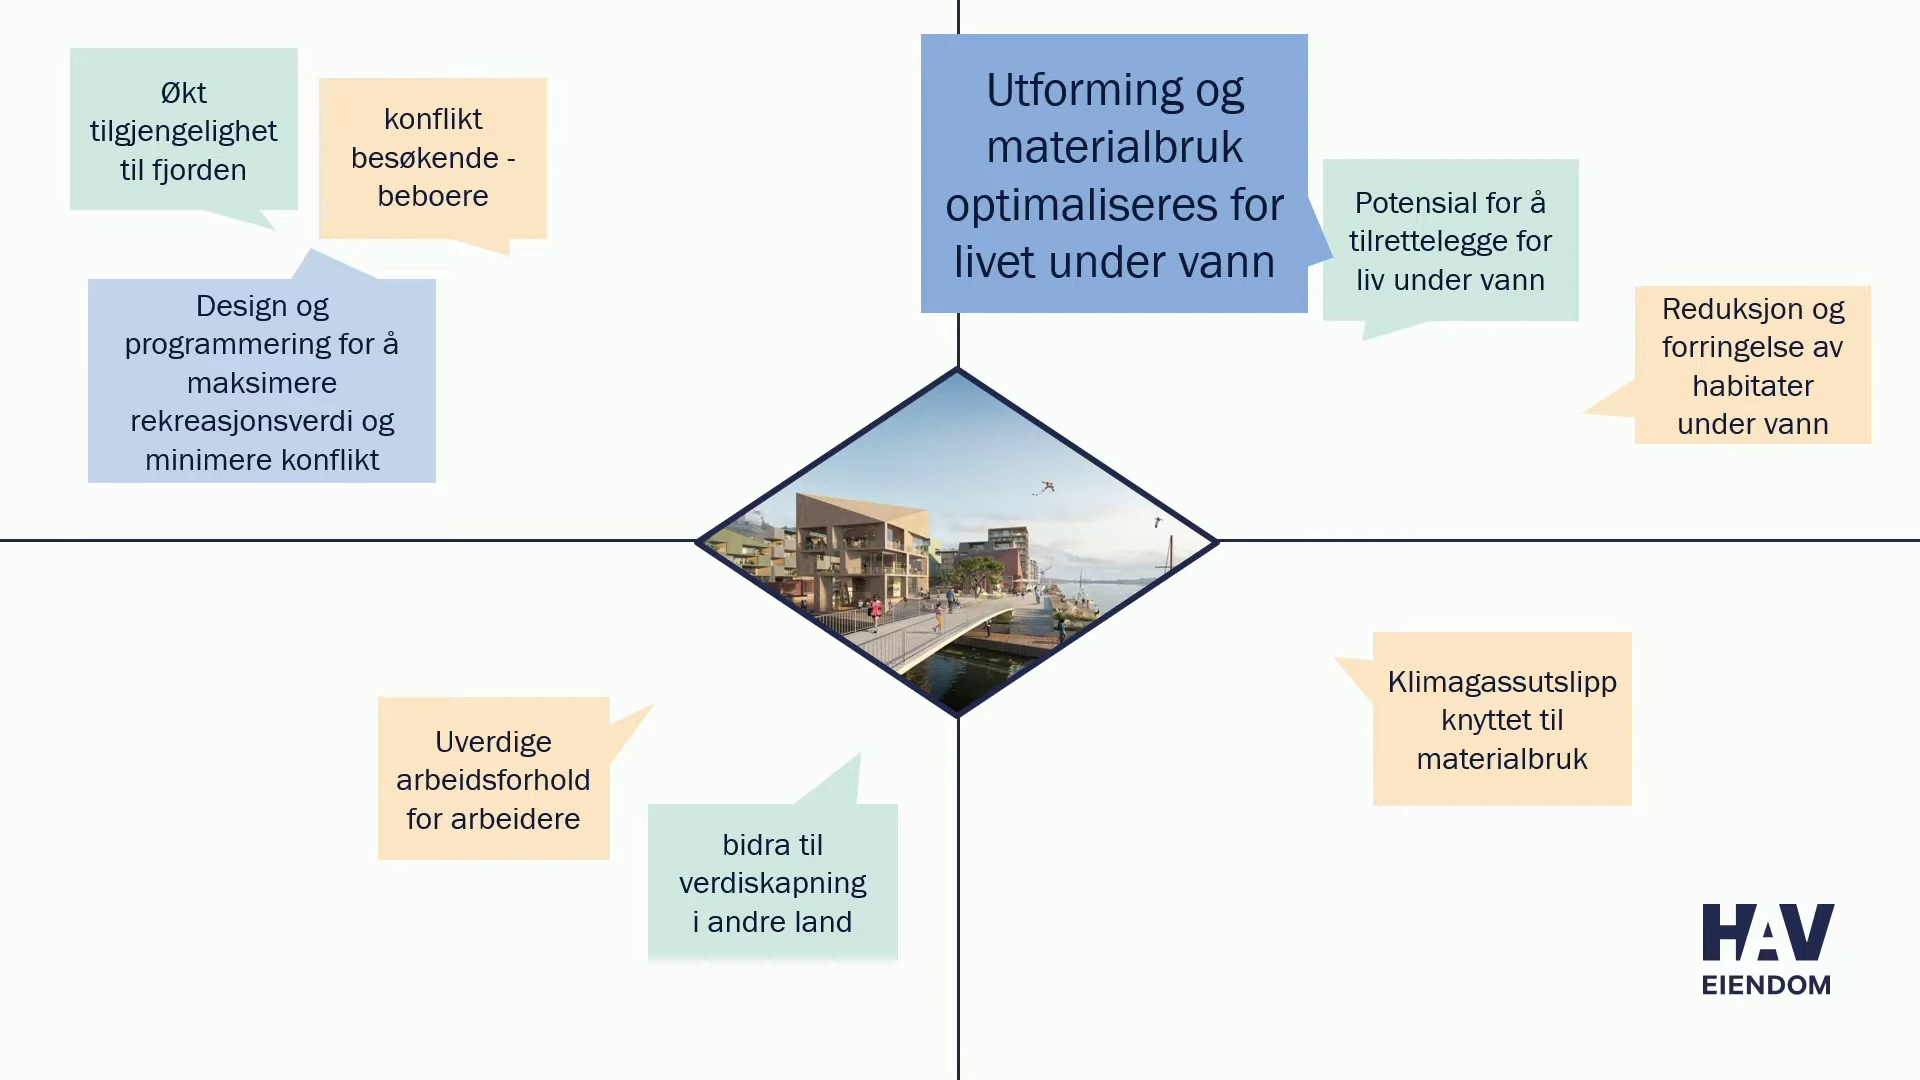 Økt
tilgjengelighet
til fjorden
konflikt
besøkende -
beboere
Design og
programmering for å
maksimere
rekreasjonsverdi og
minimere konflikt
Utforming og
materialbruk
optimaliseres for
livet under vann
Potensial for å
tilrettelegge for
liv under vann
Reduksjon og
forringelse av
habitater
under vann
Uverdige
arbeidsforhold
for arbeidere
bidra til
verdiskapning
i andre land
Klimagassutslipp
knyttet til
materialbruk
HAV
EIENDOM